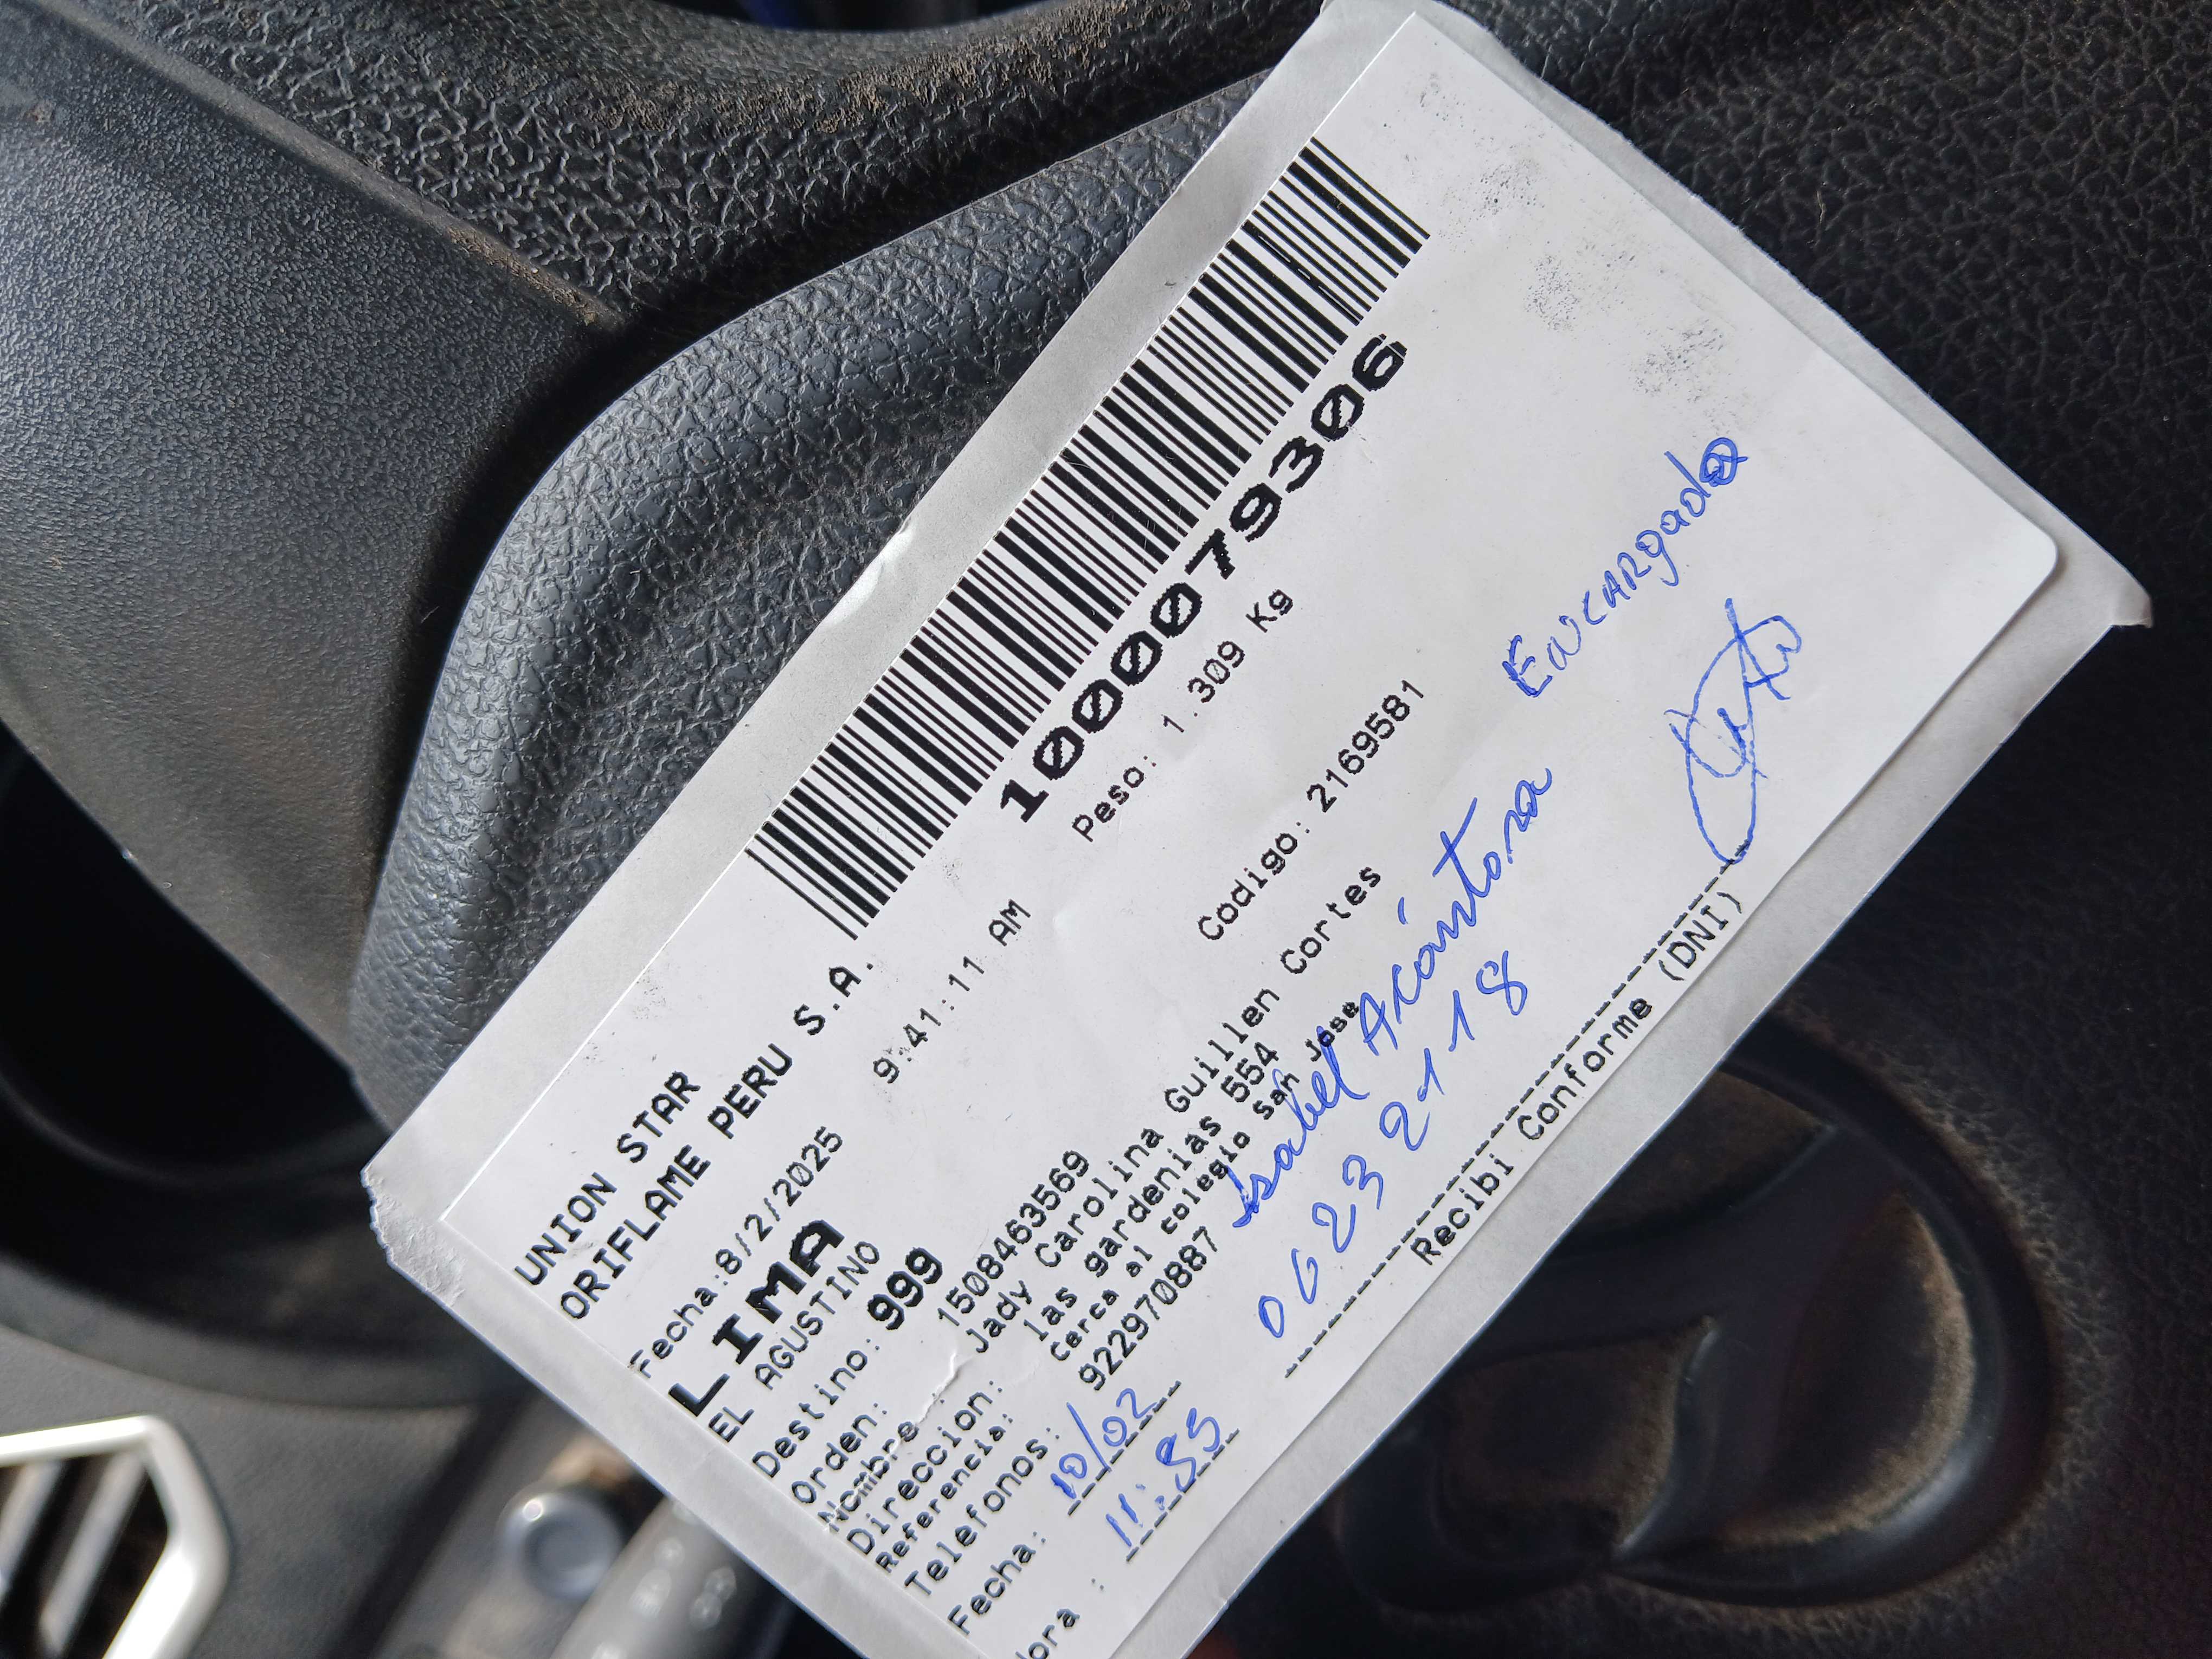 UNION STAR
ORIFLAME PERU S.A.
Fecha:8/2/2025 9:41:11 AM
10000079306
LIMA
Peso: 1.309 Kg
EL AGUSTINO
Destino: 999
Orden: 1508463569 Codigo: 2169581
Nombre : Jady Carolina Guillen Cortes
Direccion: las gardenias 554
Referencia: Cerca al colegio San Jose
Telefonos: 922970887
Isabel Alcántara Encargada
Fecha: 10/02
06232118
Hora : 11:55
Recibi Conforme (DNI)